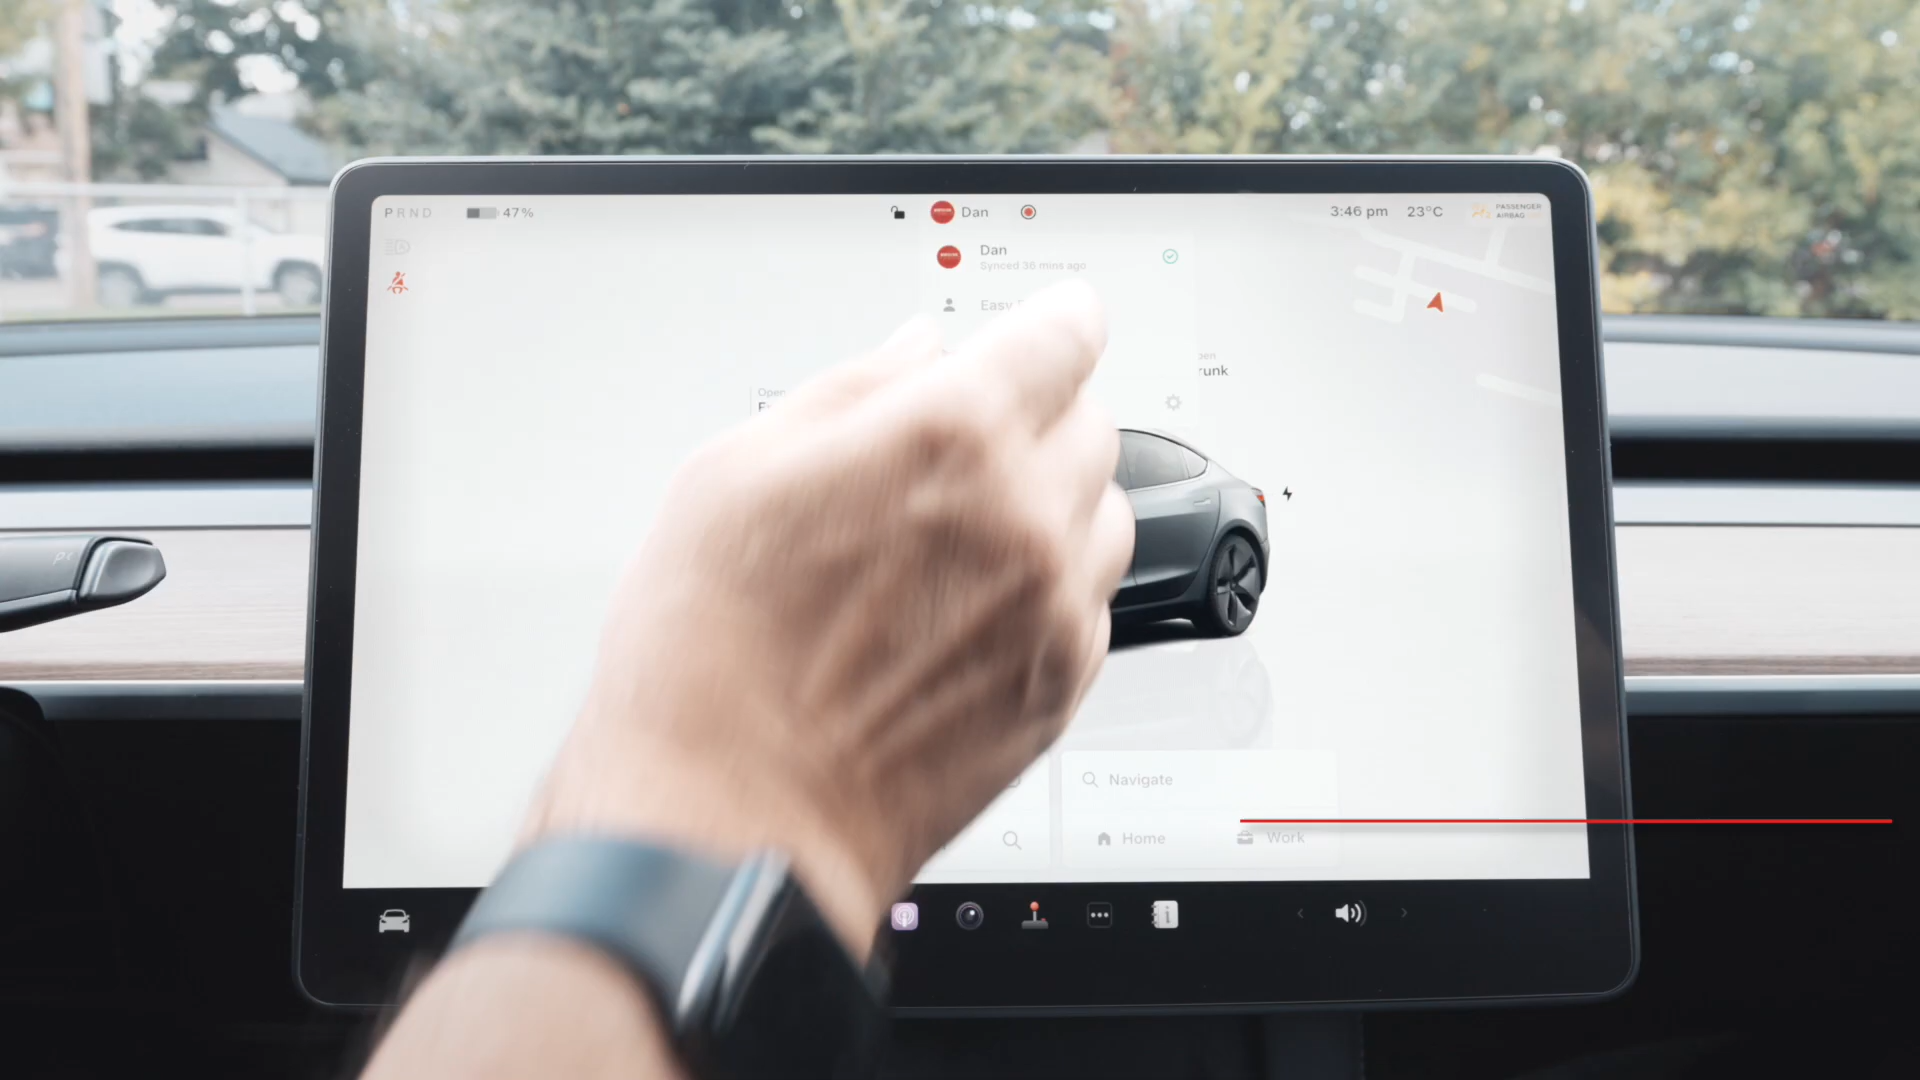 PRND
47%
Dan
3:46 pm
23°C
PASSENGER
AIRBAG
Dan
Synced 36 mins ago
Easy
runk
Open
Navigate
Home
Work